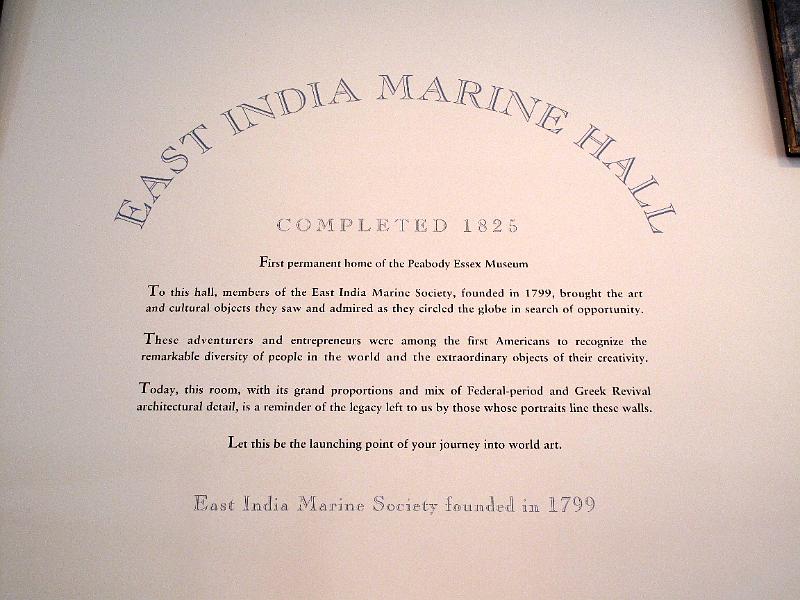 EAST INDIA MARINE HALL
COMPLETED 1825
First permanent home of the Peabody Essex Museum
To this hall, members of the East India Marine Society, founded in 1799, brought the art
and cultural objects they saw and admired as they circled the globe in search of opportunity.
These adventurers and entrepreneurs were among the first Americans to recognize the
remarkable diversity of people in the world and the extraordinary objects of their creativity.
Today, this room, with its grand proportions and mix of Federal-period and Greek Revival
architectural detail, is a reminder of the legacy left to us by those whose portraits line these walls.
Let this be the launching point of your journey into world art.
East India Marine Society founded in 1799